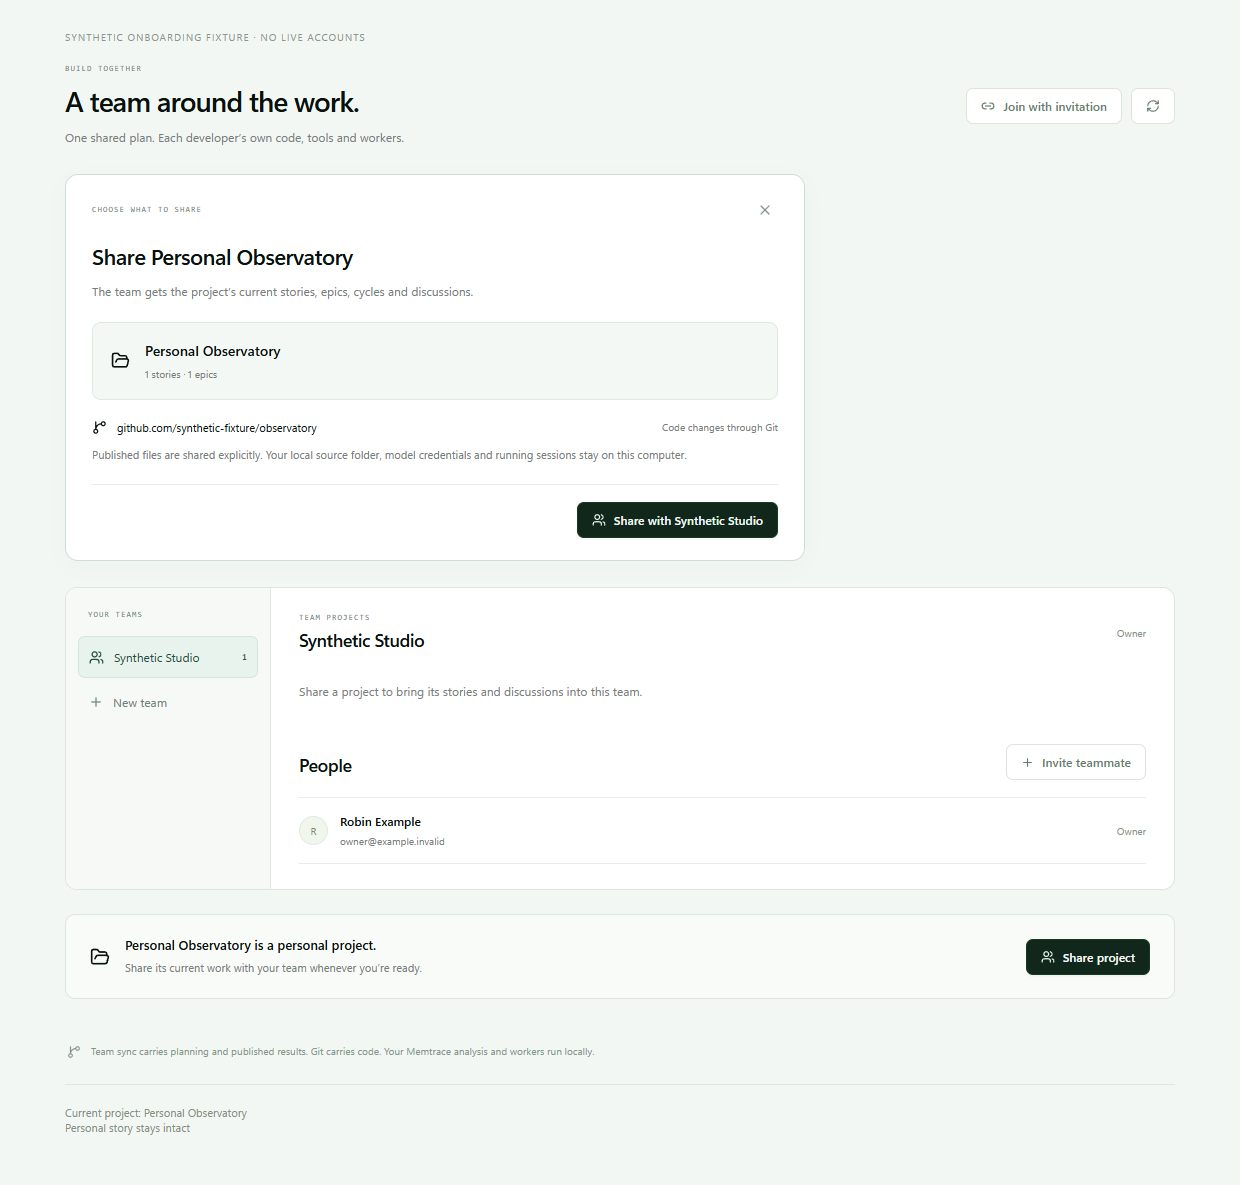 SYNTHETIC ONBOARDING FIXTURE · NO LIVE ACCOUNTS
BUILD TOGETHER
A team around the work.
One shared plan. Each developer's own code, tools and workers.
Join with invitation
CHOOSE WHAT TO SHARE
Share Personal Observatory
The team gets the project's current stories, epics, cycles and discussions.
Personal Observatory
1 stories · 1 epics
github.com/synthetic-fixture/observatory
Code changes through Git
Published files are shared explicitly. Your local source folder, model credentials and running sessions stay on this computer.
Share with Synthetic Studio
YOUR TEAMS
Synthetic Studio 1
New team
TEAM PROJECTS
Synthetic Studio
Owner
Share a project to bring its stories and discussions into this team.
People
Invite teammate
R
Robin Example
owner@example.invalid
Owner
Personal Observatory is a personal project.
Share its current work with your team whenever you're ready.
Share project
Team sync carries planning and published results. Git carries code. Your Memtrace analysis and workers run locally.
Current project: Personal Observatory
Personal story stays intact